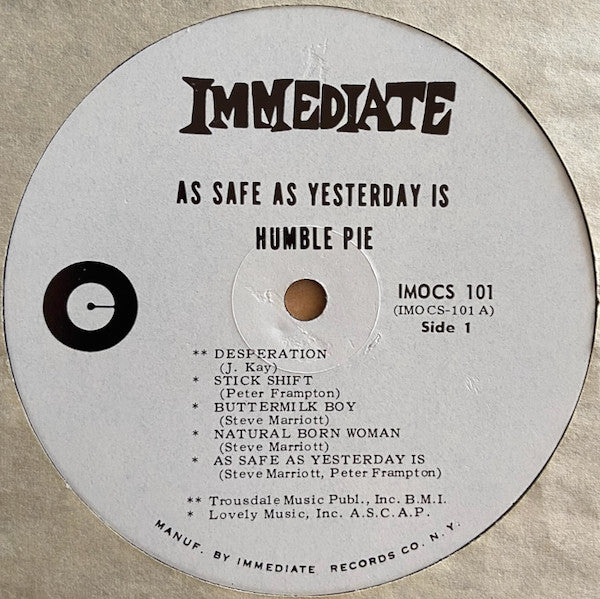 IMMEDIATE
AS SAFE AS YESTERDAY IS
HUMBLE PIE
IMOCS 101
(IMOCS-101 A)
Side 1
** DESPERATION
(J. Kay)
* STICK SHIFT
(Peter Frampton)
* BUTTERMILK BOY
(Steve Marriott)
* NATURAL BORN WOMAN
(Steve Marriott)
* AS SAFE AS YESTERDAY IS
(Steve Marriott, Peter Frampton)
** Trousdale Music Publ., Inc. B.M.I.
* Lovely Music, Inc. A.S.C.A.P.
MANUF. BY IMMEDIATE RECORDS CO. N.Y.